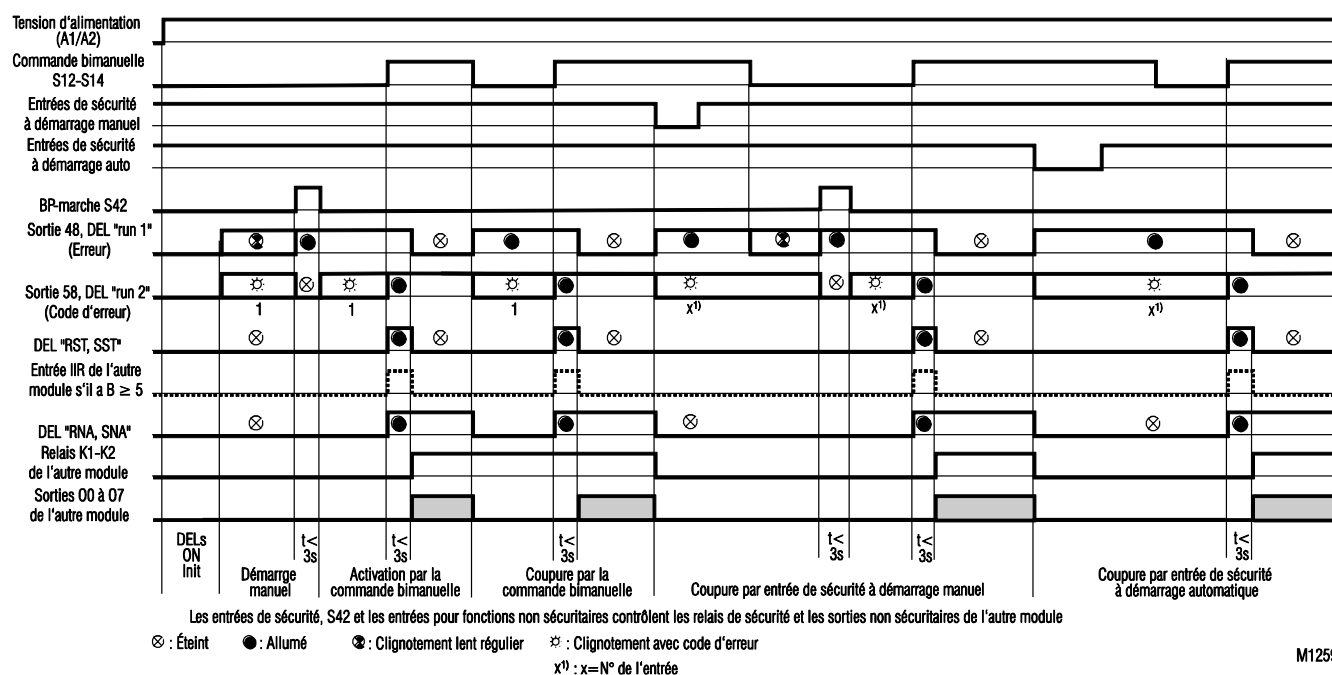 Tension d'alimentation
(A1/A2)
Commande bimanuelle
S12-S14
Entrées de sécurité
à démarrage manuel
Entrées de sécurité
à démarrage auto
BP-marche S42
Sortie 48, DEL "run 1"
(Erreur)
Sortie 58, DEL "run 2"
(Code d'erreur)
1
1
1
x1)
x1)
x1)
DEL "RST, SST"
Entrée IIR de l'autre
module s'il a B ≥ 5
DEL "RNA, SNA"
Relais K1-K2
de l'autre module
Sorties O0 à O7
de l'autre module
DELs
ON
Init
Démarrge
manuel
t<
3s
Activation par la
commande bimanuelle
t<
3s
Coupure par la
commande bimanuelle
t<
3s
Coupure par entrée de sécurité à démarrage manuel
t<
3s
t<
3s
Coupure par entrée de sécurité
à démarrage automatique
t<
3s
Les entrées de sécurité, S42 et les entrées pour fonctions non sécuritaires contrôlent les relais de sécurité et les sorties non sécuritaires de l'autre module
: Éteint
: Allumé
: Clignotement lent régulier
: Clignotement avec code d'erreur
x1) : x=N° de l'entrée
M1259